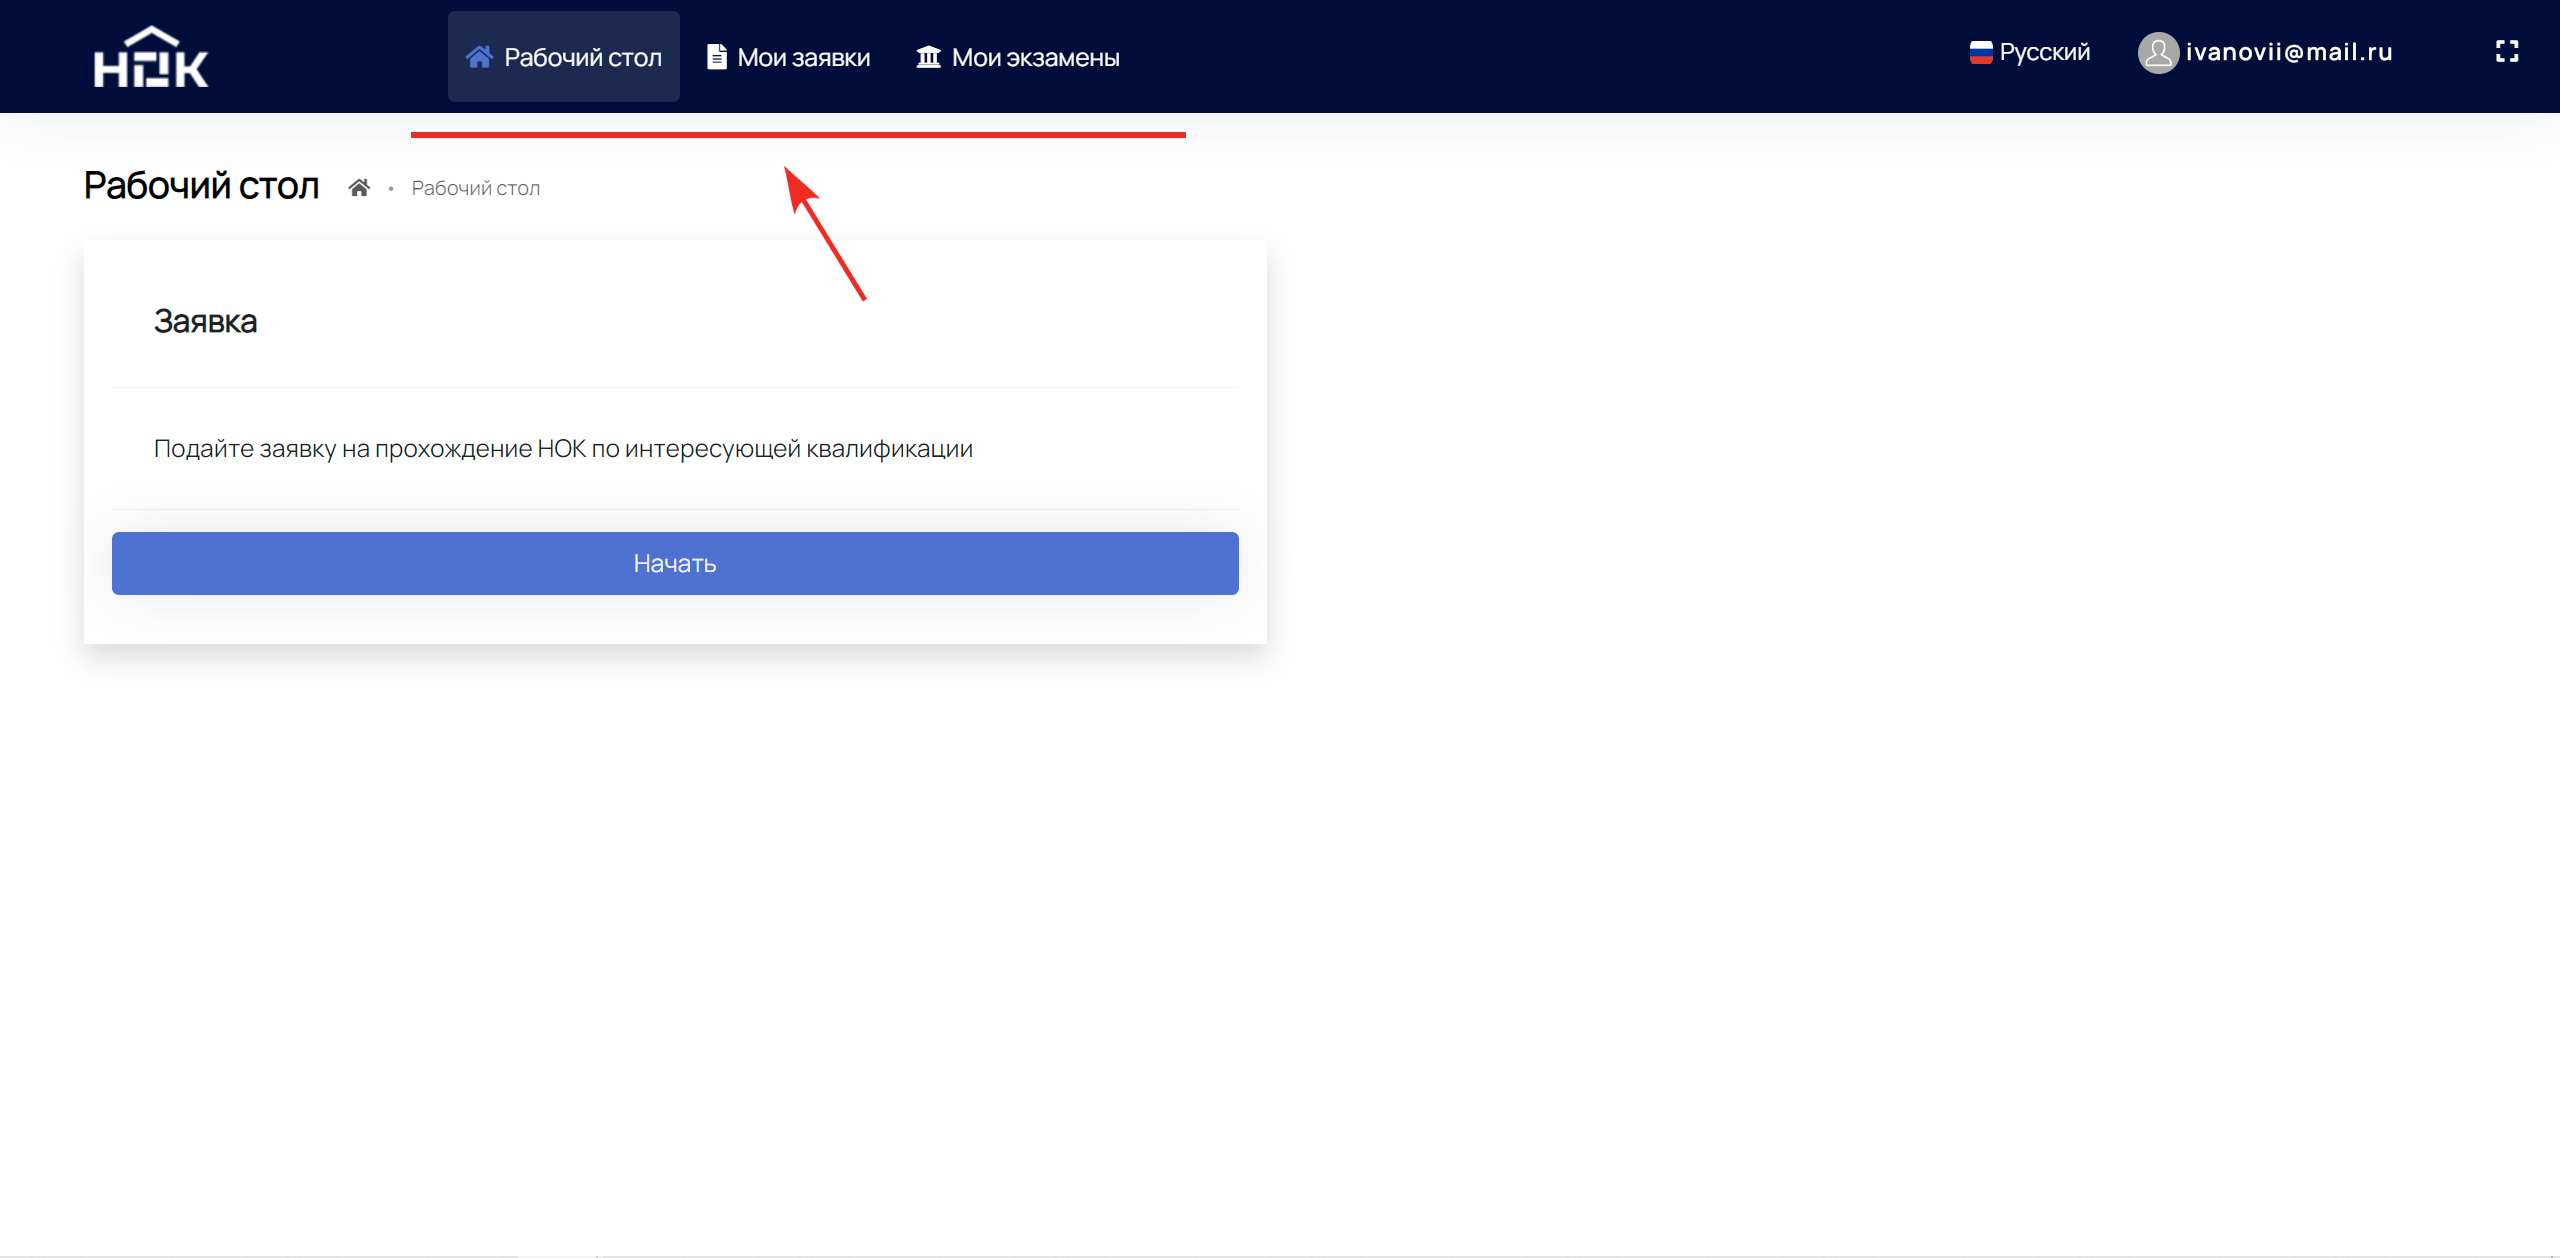 НОК
Рабочий стол
Мои заявки
Мои экзамены
Русский
ivanovii@mail.ru
Рабочий стол
• Рабочий стол
Заявка
Подайте заявку на прохождение НОК по интересующей квалификации
Начать